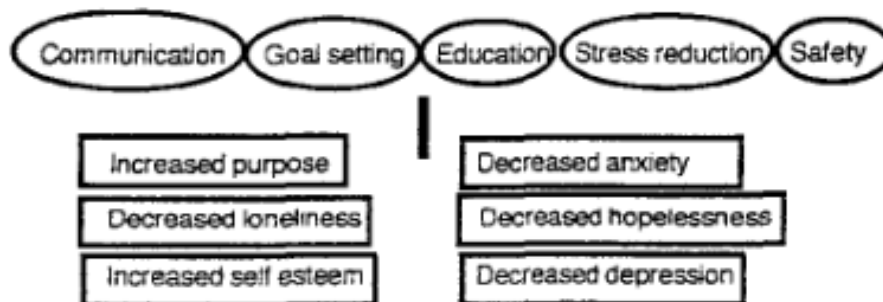 Communication Goal setting Education Stress reduction Safety
Increased purpose
Decreased anxiety
Decreased loneliness
Decreased hopelessness
Increased self esteem
Decreased depression